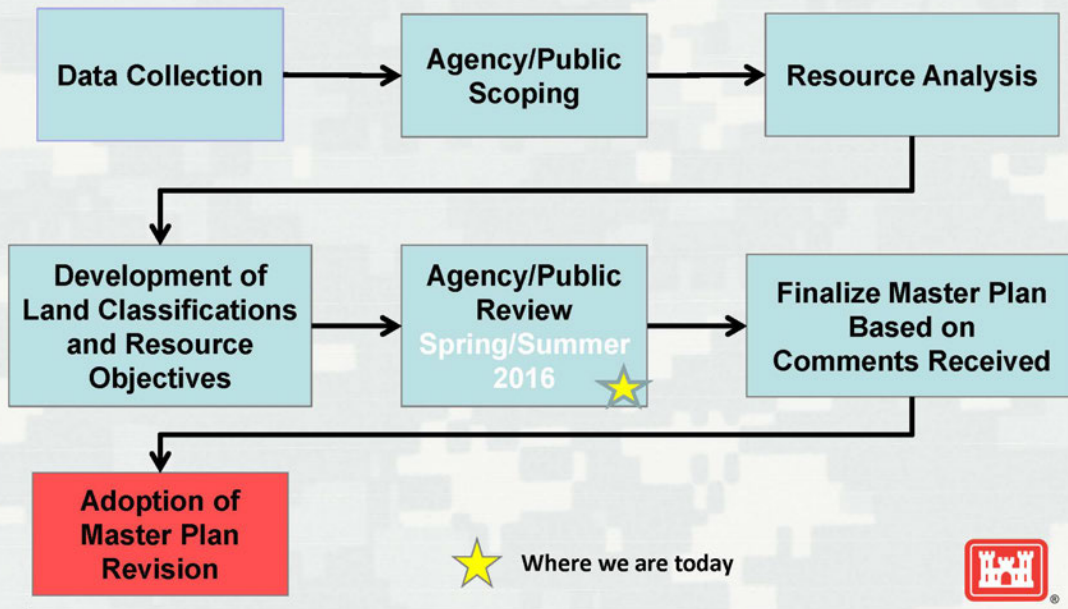 Data Collection
Agency/Public
Scoping
Resource Analysis
Development of
Land Classifications
and Resource
Objectives
Agency/Public
Review
Spring/Summer
2016
Finalize Master Plan
Based on
Comments Received
Adoption of
Master Plan
Revision
Where we are today
®